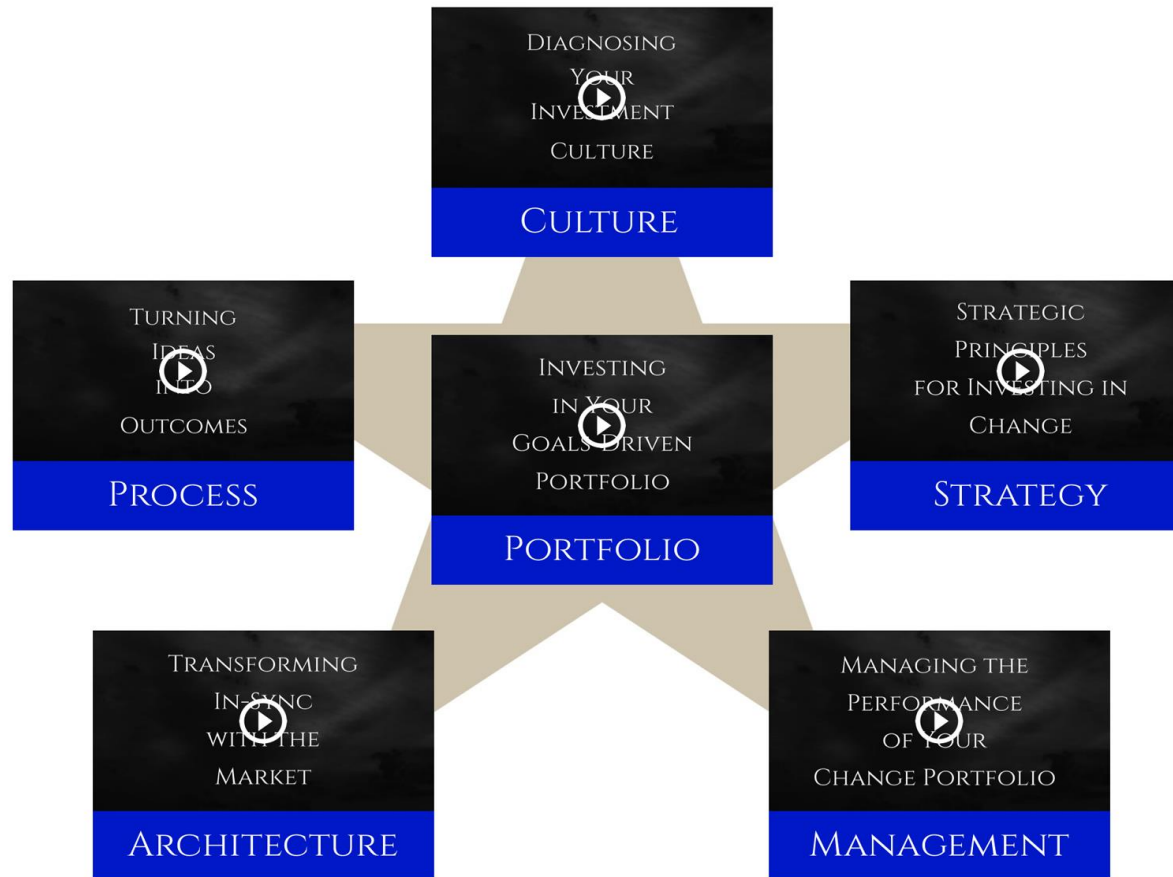 Diagnosing
Your
Investment
Culture
Culture
Turning
Ideas
into
Outcomes
Process
Investing
in Your
Goals-Driven
Portfolio
Portfolio
Strategic
Principles
for Investing in
Change
Strategy
Transforming
In-Sync
with the
Market
Architecture
Managing the
Performance
of Your
Change Portfolio
Management